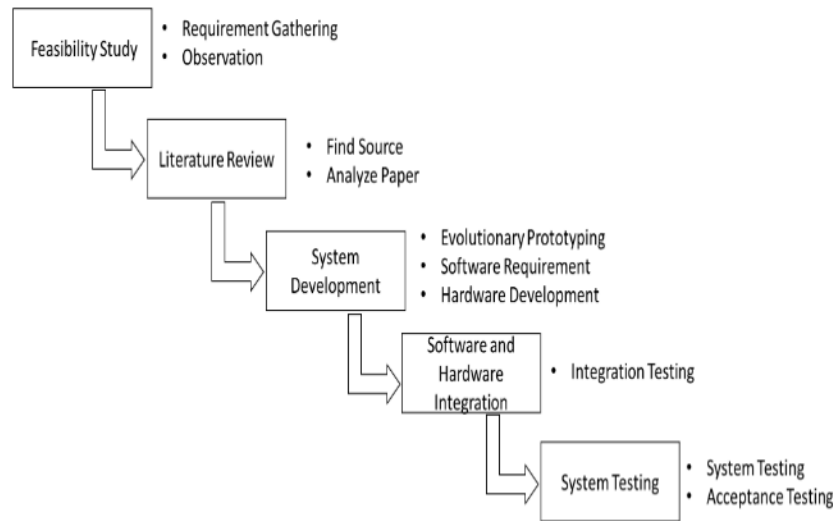 Feasibility Study
• Requirement Gathering
• Observation
Literature Review
• Find Source
• Analyze Paper
System
Development
• Evolutionary Prototyping
• Software Requirement
• Hardware Development
Software and
Hardware
Integration
• Integration Testing
System Testing
• System Testing
• Acceptance Testing